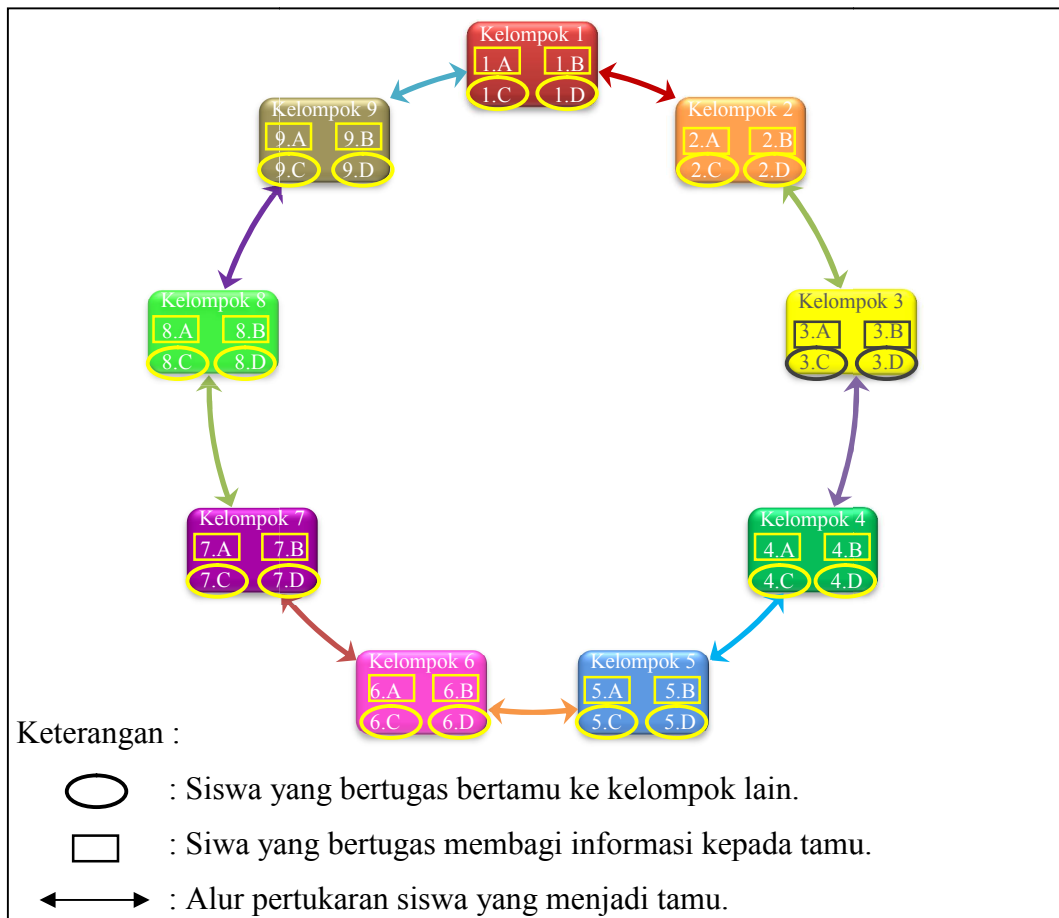 Kelompok 1
1.A 1.B
1.C 1.D
Kelompok 2
2.A 2.B
2.C 2.D
Kelompok 3
3.A 3.B
3.C 3.D
Kelompok 4
4.A 4.B
4.C 4.D
Kelompok 5
5.A 5.B
5.C 5.D
Kelompok 6
6.A 6.B
6.C 6.D
Kelompok 7
7.A 7.B
7.C 7.D
Kelompok 8
8.A 8.B
8.C 8.D
Kelompok 9
9.A 9.B
9.C 9.D
Keterangan :
: Siswa yang bertugas bertamu ke kelompok lain.
: Siwa yang bertugas membagi informasi kepada tamu.
: Alur pertukaran siswa yang menjadi tamu.